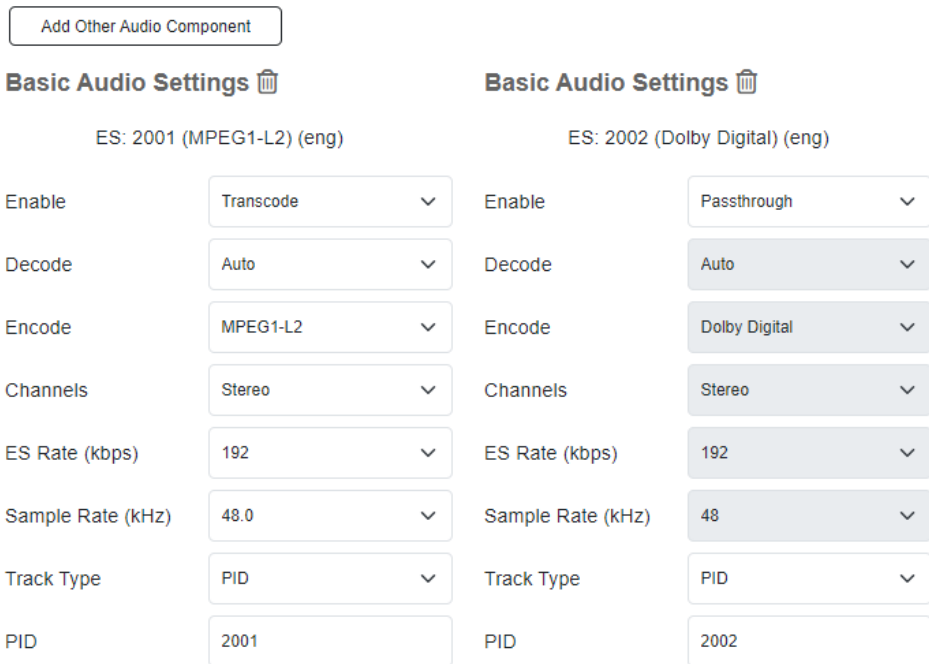 Add Other Audio Component
Basic Audio Settings
ES: 2001 (MPEG1-L2) (eng)
Enable Transcode
Decode Auto
Encode MPEG1-L2
Channels Stereo
ES Rate (kbps) 192
Sample Rate (kHz) 48.0
Track Type PID
PID 2001
Basic Audio Settings
ES: 2002 (Dolby Digital) (eng)
Enable Passthrough
Decode Auto
Encode Dolby Digital
Channels Stereo
ES Rate (kbps) 192
Sample Rate (kHz) 48
Track Type PID
PID 2002